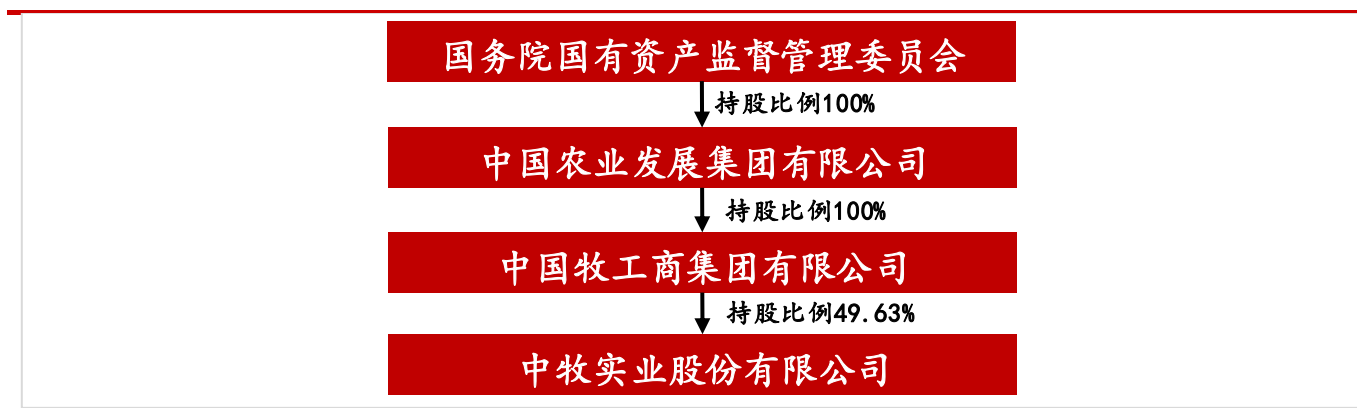 国务院国有资产监督管理委员会
持股比例100%
中国农业发展集团有限公司
持股比例100%
中国牧工商集团有限公司
持股比例49.63%
中牧实业股份有限公司